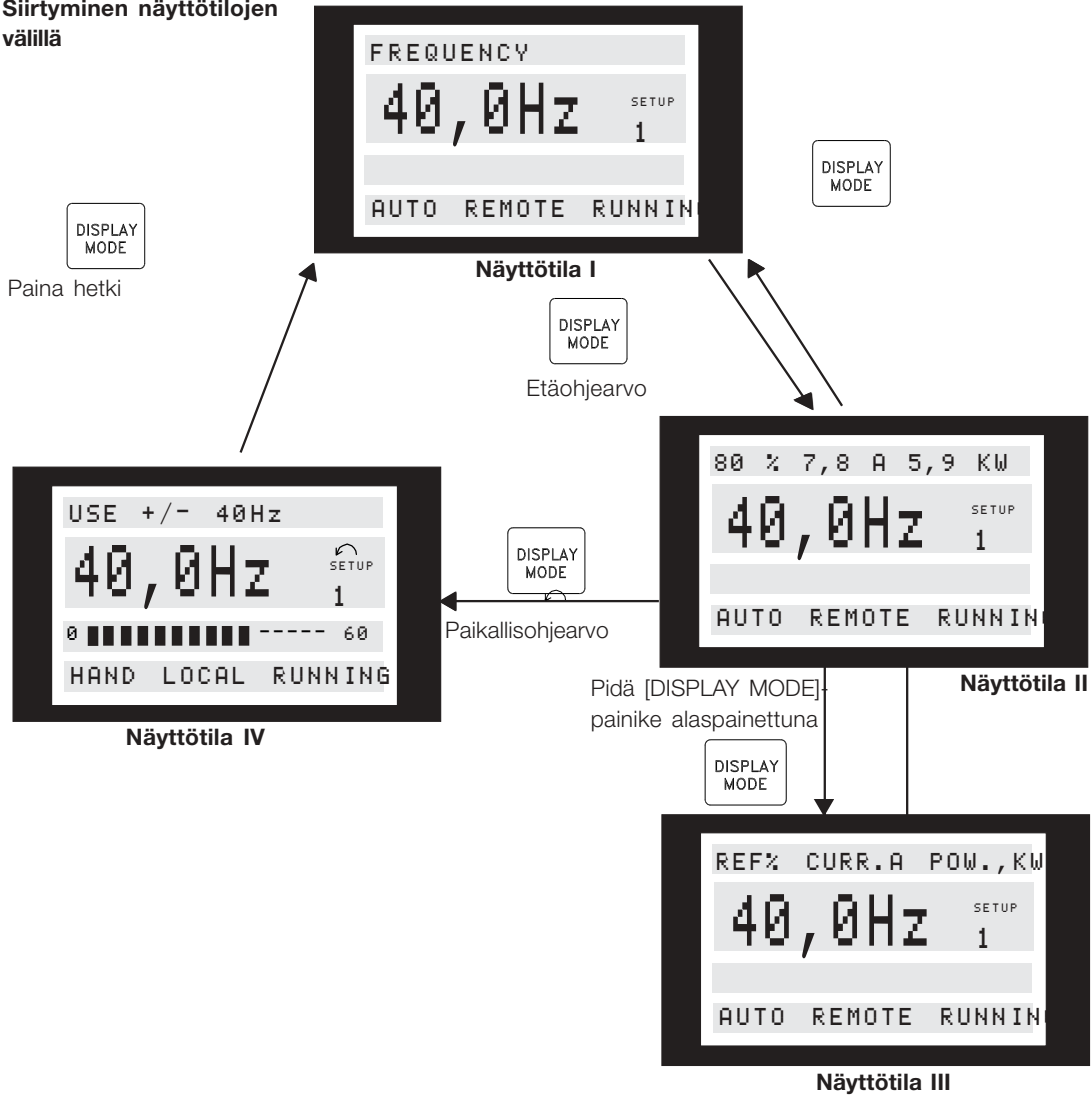 Siirtyminen näyttötilojen
välillä
FREQUENCY
40,0Hz
SETUP
1
AUTO REMOTE RUNNIN
DISPLAY
MODE
DISPLAY
MODE
Paina hetki
Näyttötila I
DISPLAY
MODE
Etäohjearvo
80 % 7,8 A 5,9 KW
40,0Hz
SETUP
1
AUTO REMOTE RUNNIN
Näyttötila II
USE +/- 40Hz
40,0Hz
SETUP
1
0 ----- 60
HAND LOCAL RUNNING
Näyttötila IV
DISPLAY
MODE
Paikallisohjearvo
Pidä [DISPLAY MODE]-
painike alaspainettuna
DISPLAY
MODE
REF% CURR.A POW.,KW
40,0Hz
SETUP
1
AUTO REMOTE RUNNIN
Näyttötila III